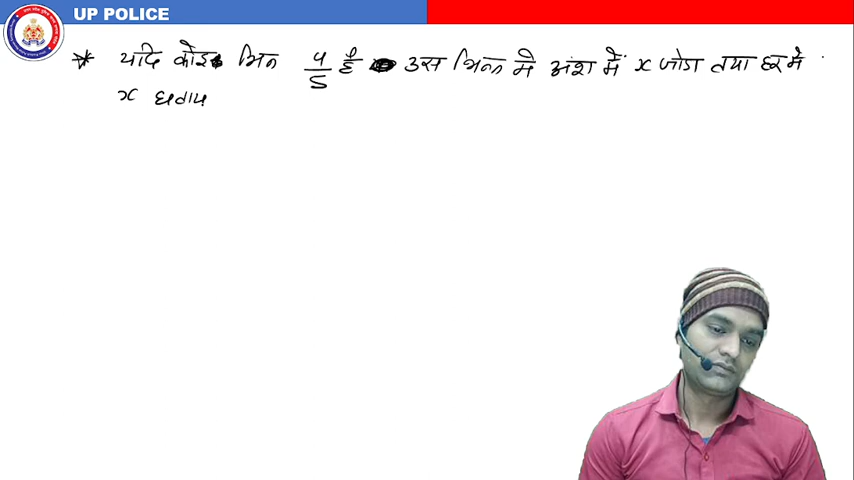 UP POLICE
* यदि कोई भिन्न 4/5 है उस भिन्न मे अंश में x जोडा तथा हर मे
x घटाए